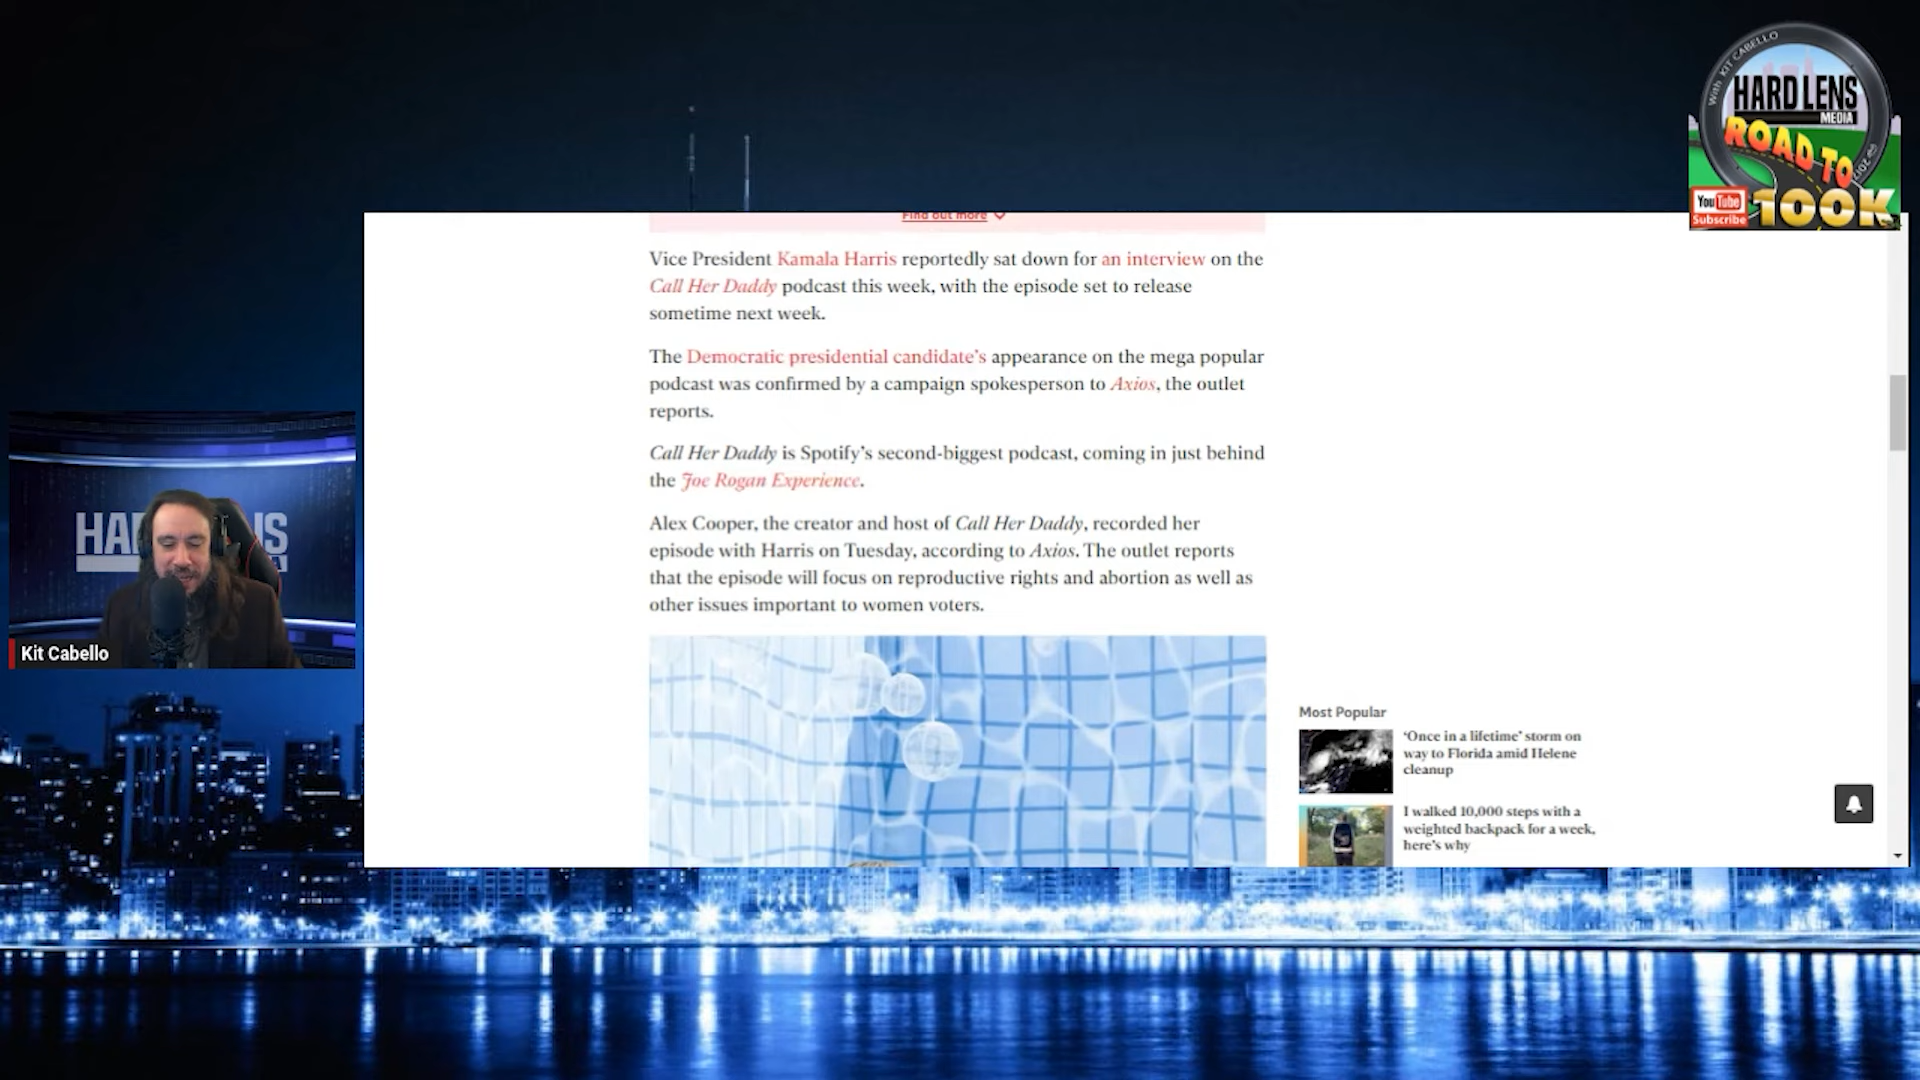 with KIT CABELLO
HARD LENS
MEDIA
ROAD TO
YouTube
Subscribe
100K
Find out more
Vice President Kamala Harris reportedly sat down for an interview on the
Call Her Daddy podcast this week, with the episode set to release
sometime next week.
The Democratic presidential candidate's appearance on the mega popular
podcast was confirmed by a campaign spokesperson to Axios, the outlet
reports.
Call Her Daddy is Spotify's second-biggest podcast, coming in just behind
the Joe Rogan Experience.
Alex Cooper, the creator and host of Call Her Daddy, recorded her
episode with Harris on Tuesday, according to Axios. The outlet reports
that the episode will focus on reproductive rights and abortion as well as
other issues important to women voters.
Kit Cabello
Most Popular
‘Once in a lifetime’ storm on
way to Florida amid Helene
cleanup
I walked 10,000 steps with a
weighted backpack for a week,
here's why